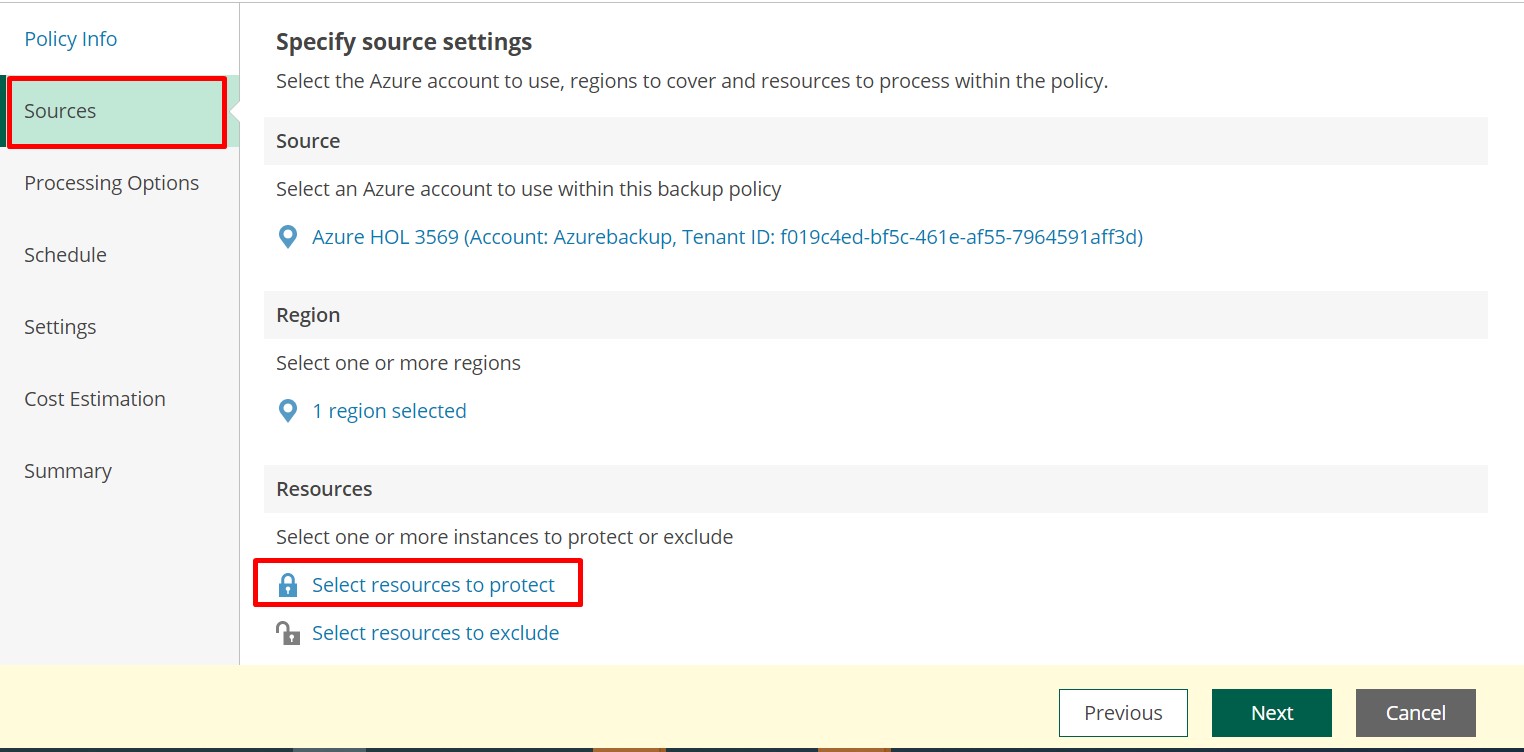 Policy Info
Sources
Processing Options
Schedule
Settings
Cost Estimation
Summary
Specify source settings
Select the Azure account to use, regions to cover and resources to process within the policy.
Source
Select an Azure account to use within this backup policy
Azure HOL 3569 (Account: Azurebackup, Tenant ID: f019c4ed-bf5c-461e-af55-7964591aff3d)
Region
Select one or more regions
1 region selected
Resources
Select one or more instances to protect or exclude
Select resources to protect
Select resources to exclude
Previous
Next
Cancel